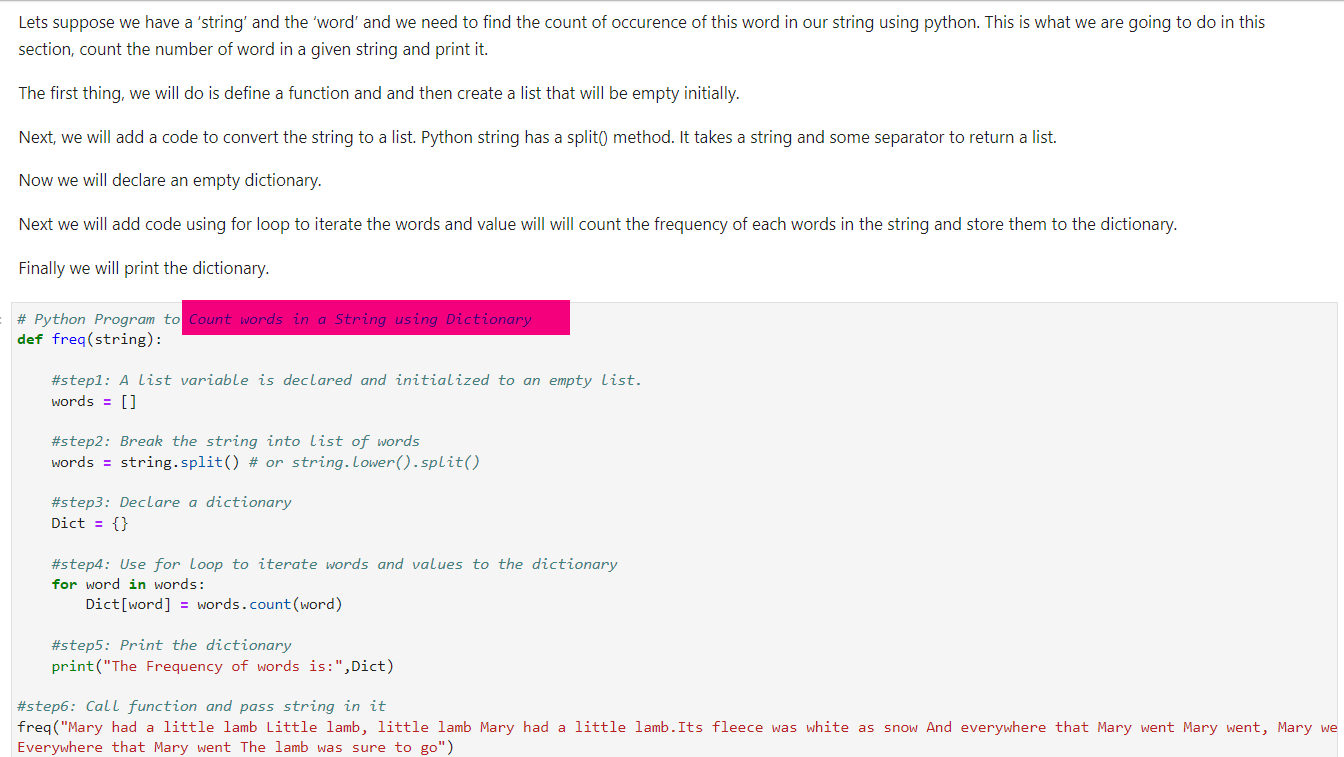 Lets suppose we have a ‘string’ and the ‘word’ and we need to find the count of occurence of this word in our string using python. This is what we are going to do in this
section, count the number of word in a given string and print it.
The first thing, we will do is define a function and and then create a list that will be empty initially.
Next, we will add a code to convert the string to a list. Python string has a split() method. It takes a string and some separator to return a list.
Now we will declare an empty dictionary.
Next we will add code using for loop to iterate the words and value will will count the frequency of each words in the string and store them to the dictionary.
Finally we will print the dictionary.
# Python Program to Count words in a String using Dictionary
def freq(string):
    #step1: A list variable is declared and initialized to an empty list.
    words = []
    #step2: Break the string into list of words
    words = string.split() # or string.lower().split()
    #step3: Declare a dictionary
    Dict = {}
    #step4: Use for loop to iterate words and values to the dictionary
    for word in words:
        Dict[word] = words.count(word)
    #step5: Print the dictionary
    print("The Frequency of words is:",Dict)
#step6: Call function and pass string in it
freq("Mary had a little lamb Little lamb, little lamb Mary had a little lamb.Its fleece was white as snow And everywhere that Mary went Mary went, Mary we
Everywhere that Mary went The lamb was sure to go")